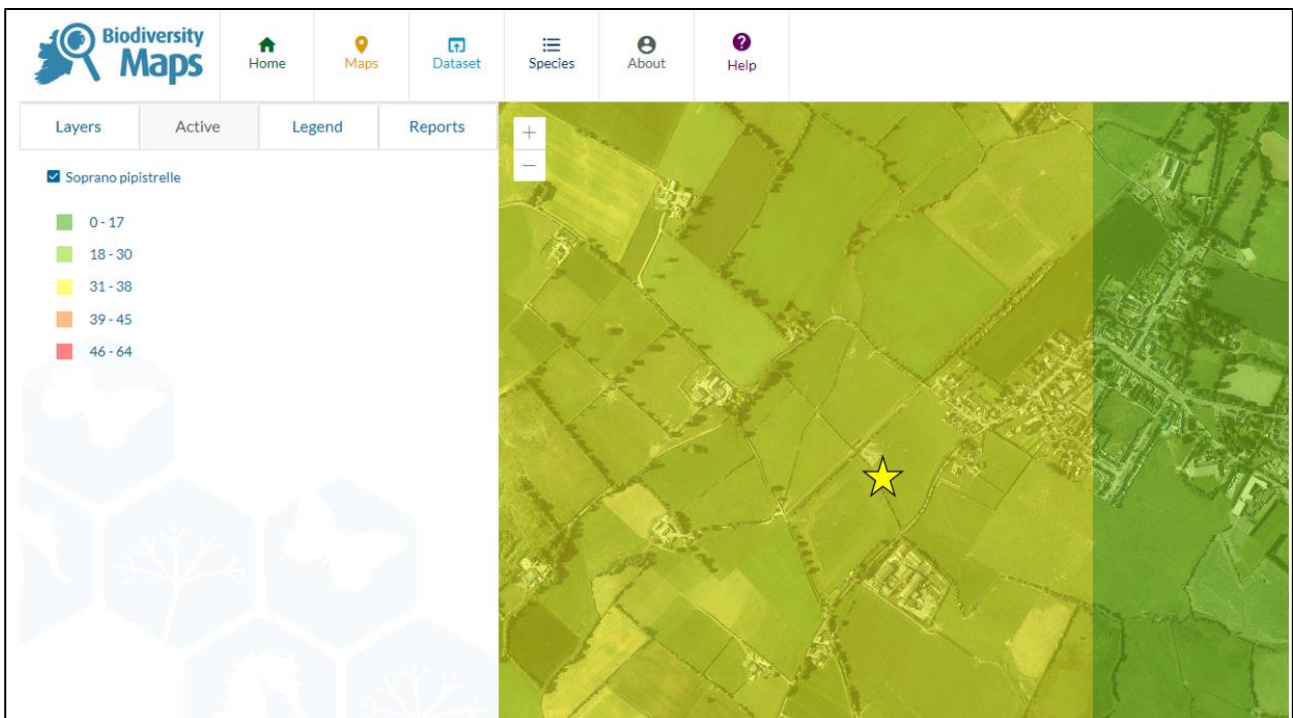 Biodiversity
Maps
Home
Maps
Dataset
Species
About
Help
Layers
Active
Legend
Reports
+
−
Soprano pipistrelle
0 - 17
18 - 30
31 - 38
39 - 45
46 - 64